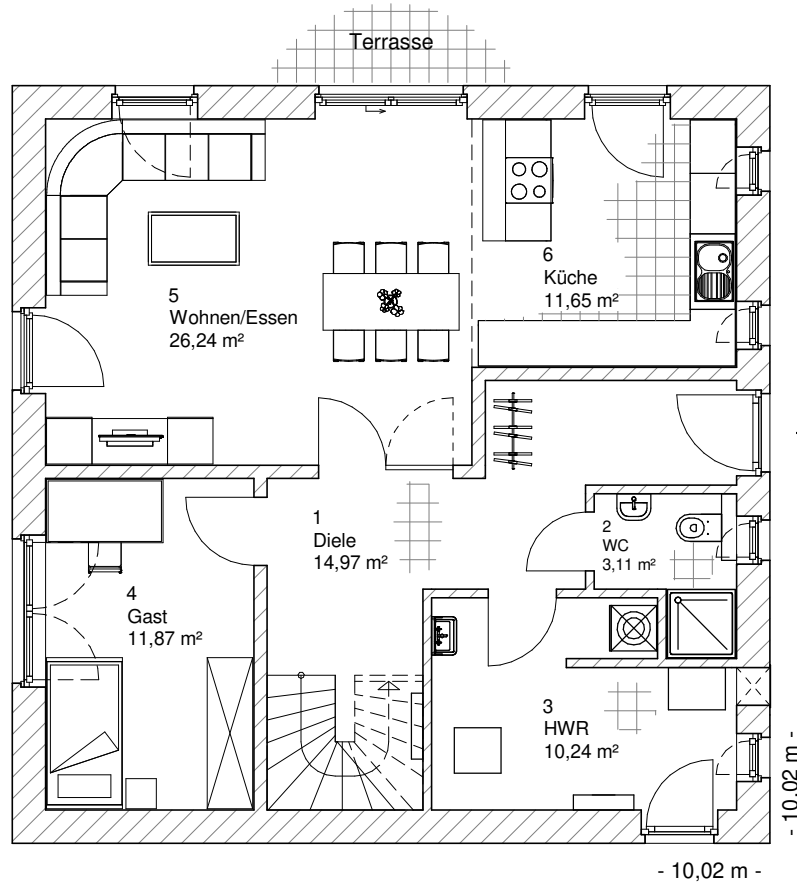 Terrasse
6
Küche
11,65 m²
5
Wohnen/Essen
26,24 m²
1
Diele
14,97 m²
2
WC
3,11 m²
4
Gast
11,87 m²
3
HWR
10,24 m²
- 10,02 m -
- 10,02 m -